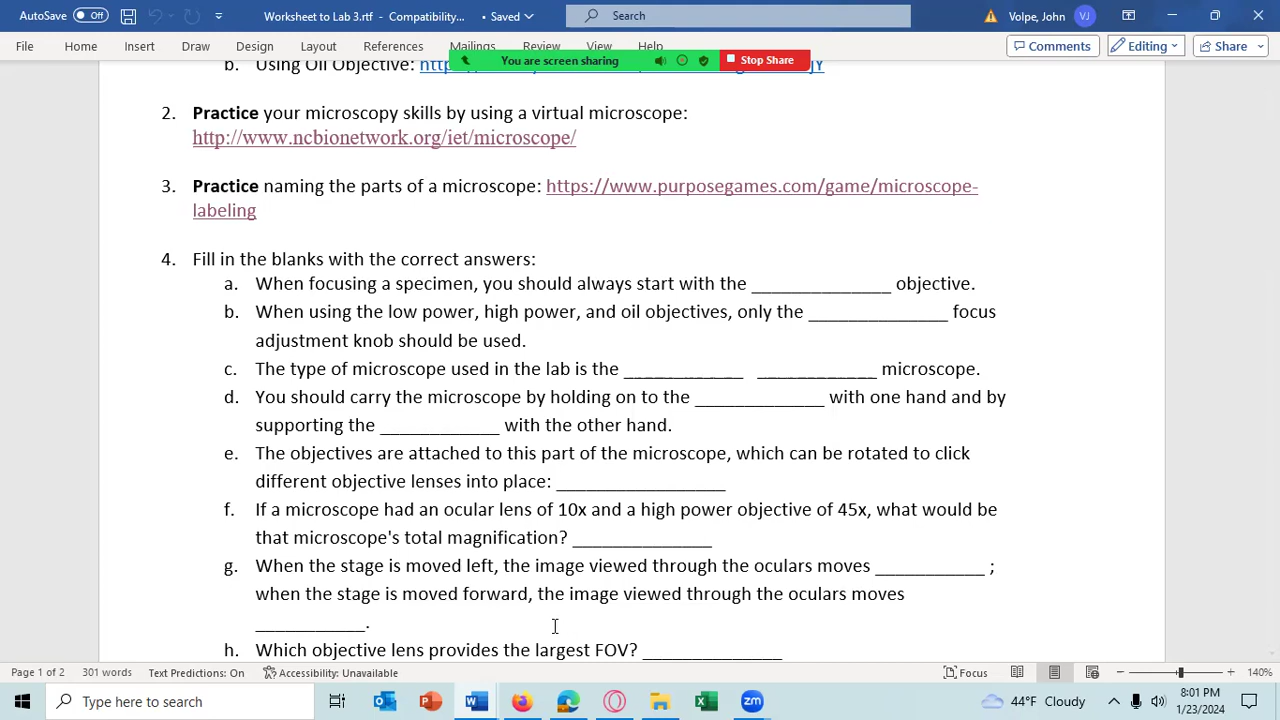 AutoSave Off Worksheet to Lab 3.rtf - Compatibility... • Saved Search Volpe, John VJ
File Home Insert Draw Design Layout References Mailings Review View Help Comments Editing Share
You are screen sharing Stop Share
b. Using Oil Objective:
2. Practice your microscopy skills by using a virtual microscope:
http://www.ncbionetwork.org/iet/microscope/
3. Practice naming the parts of a microscope: https://www.purposegames.com/game/microscope-
labeling
4. Fill in the blanks with the correct answers:
a. When focusing a specimen, you should always start with the ______________ objective.
b. When using the low power, high power, and oil objectives, only the ______________ focus
adjustment knob should be used.
c. The type of microscope used in the lab is the ____________ ____________ microscope.
d. You should carry the microscope by holding on to the _____________ with one hand and by
supporting the ____________ with the other hand.
e. The objectives are attached to this part of the microscope, which can be rotated to click
different objective lenses into place: _________________
f. If a microscope had an ocular lens of 10x and a high power objective of 45x, what would be
that microscope's total magnification? ______________
g. When the stage is moved left, the image viewed through the oculars moves ___________ ;
when the stage is moved forward, the image viewed through the oculars moves
___________.
h. Which objective lens provides the largest FOV? ______________
Page 1 of 2 301 words Text Predictions: On Accessibility: Unavailable Focus 140%
Type here to search 44°F Cloudy 8:01 PM
1/23/2024